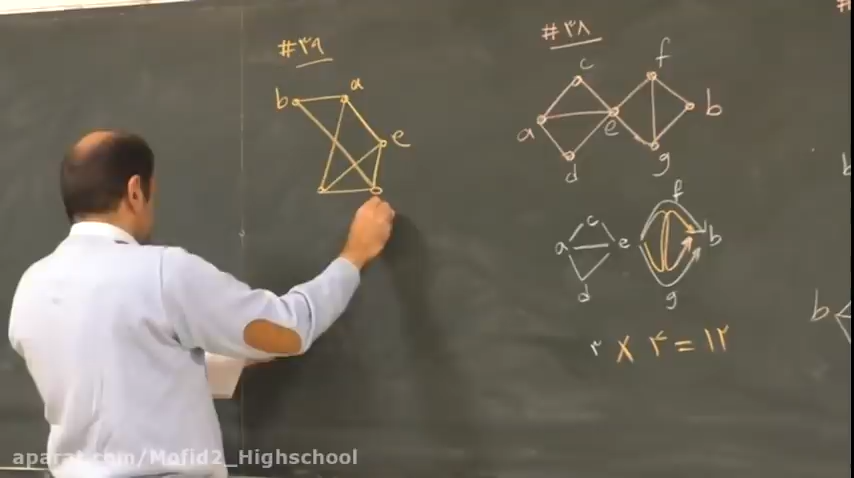 #۳۹
b a
e
#۳۸
c f
a e b
d g
f
c
a e b
d g
۳ × ۴ = ۱۲
b
aparat.com/Mofid2_Highschool